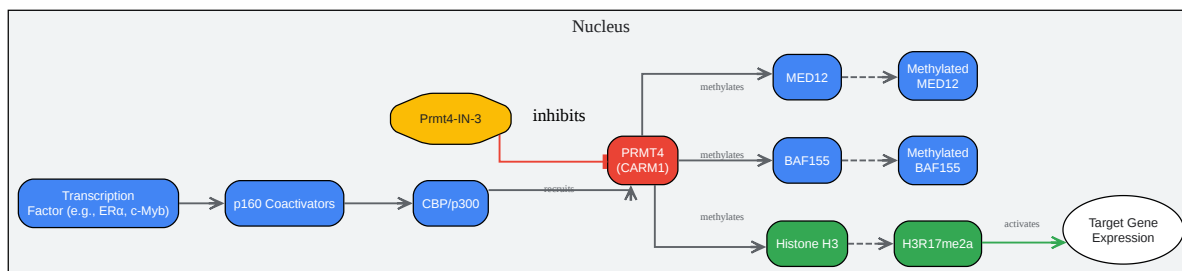 Nucleus
MED12
Methylated
MED12
methylates
Prmt4-IN-3
inhibits
PRMT4
(CARM1)
methylates
BAF155
Methylated
BAF155
Transcription
Factor (e.g., ERα, c-Myb)
p160 Coactivators
CBP/p300
recruits
methylates
Histone H3
H3R17me2a
activates
Target Gene
Expression